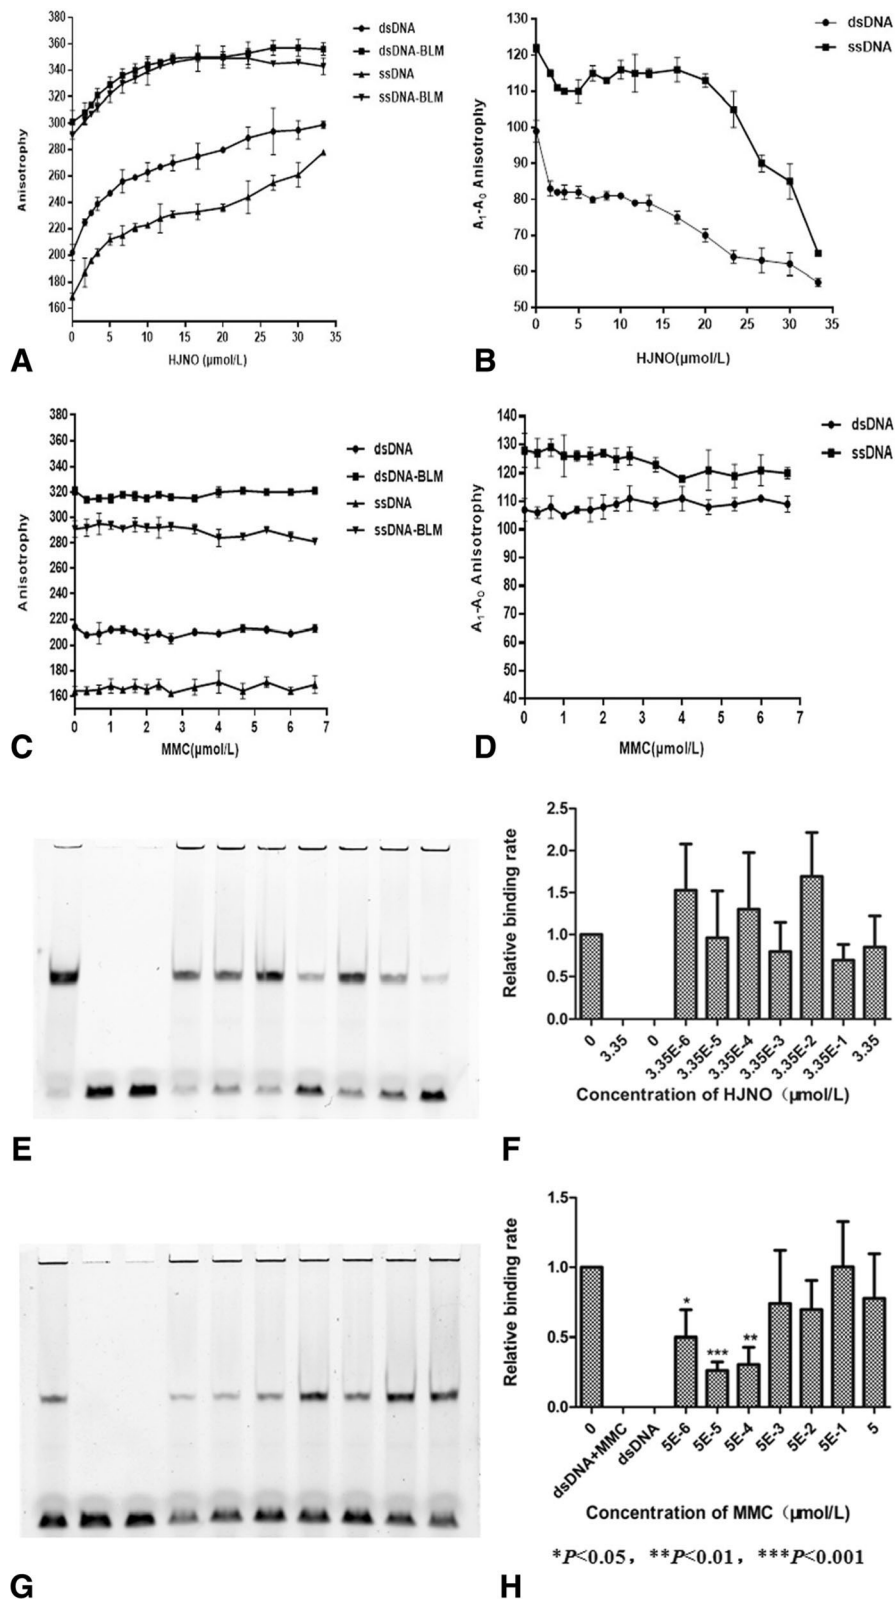 380
360
340
320
300
280
260
240
220
200
180
160
Anisotrophy
0 5 10 15 20 25 30 35
HJNO (μmol/L)
dsDNA
dsDNA-BLM
ssDNA
ssDNA-BLM
A
130
120
110
100
90
80
70
60
50
A1-A0 Anisotrophy
0 5 10 15 20 25 30 35
HJNO(μmol/L)
dsDNA
ssDNA
B
380
360
340
320
300
280
260
240
220
200
180
160
Anisotrophy
0 1 2 3 4 5 6 7
MMC(μmol/L)
dsDNA
dsDNA-BLM
ssDNA
ssDNA-BLM
C
140
130
120
110
100
90
80
70
60
50
40
A1-A0 Anisotrophy
0 1 2 3 4 5 6 7
MMC(μmol/L)
dsDNA
ssDNA
D
E
2.5
2.0
1.5
1.0
0.5
0.0
Relative binding rate
0 3.35 0 3.35E-6 3.35E-5 3.35E-4 3.35E-3 3.35E-2 3.35E-1 3.35
Concentration of HJNO (μmol/L)
F
G
1.5
1.0
0.5
0.0
Relative binding rate
* *** **
0 dsDNA+MMC dsDNA 5E-6 5E-5 5E-4 5E-3 5E-2 5E-1 5
Concentration of MMC (μmol/L)
*P<0.05, **P<0.01, ***P<0.001
H